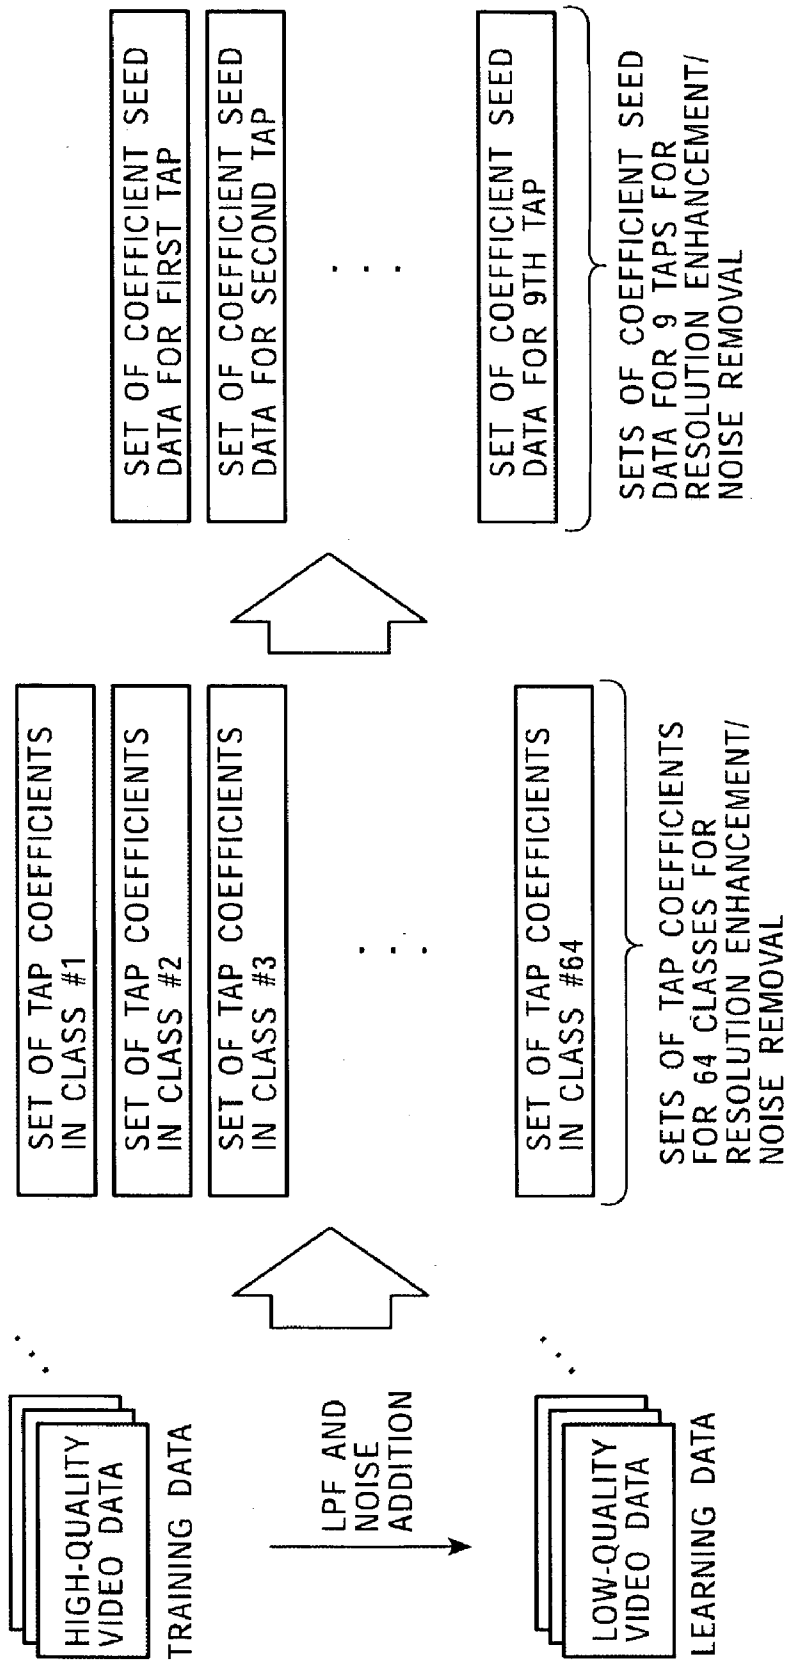 HIGH-QUALITY
VIDEO DATA
TRAINING DATA
LPF AND
NOISE
ADDITION
LOW-QUALITY
VIDEO DATA
LEARNING DATA
SET OF TAP COEFFICIENTS
IN CLASS #1
SET OF TAP COEFFICIENTS
IN CLASS #2
SET OF TAP COEFFICIENTS
IN CLASS #3
SET OF TAP COEFFICIENTS
IN CLASS #64
SETS OF TAP COEFFICIENTS
FOR 64 CLASSES FOR
RESOLUTION ENHANCEMENT/
NOISE REMOVAL
SET OF COEFFICIENT SEED
DATA FOR FIRST TAP
SET OF COEFFICIENT SEED
DATA FOR SECOND TAP
SET OF COEFFICIENT SEED
DATA FOR 9TH TAP
SETS OF COEFFICIENT SEED
DATA FOR 9 TAPS FOR
RESOLUTION ENHANCEMENT/
NOISE REMOVAL